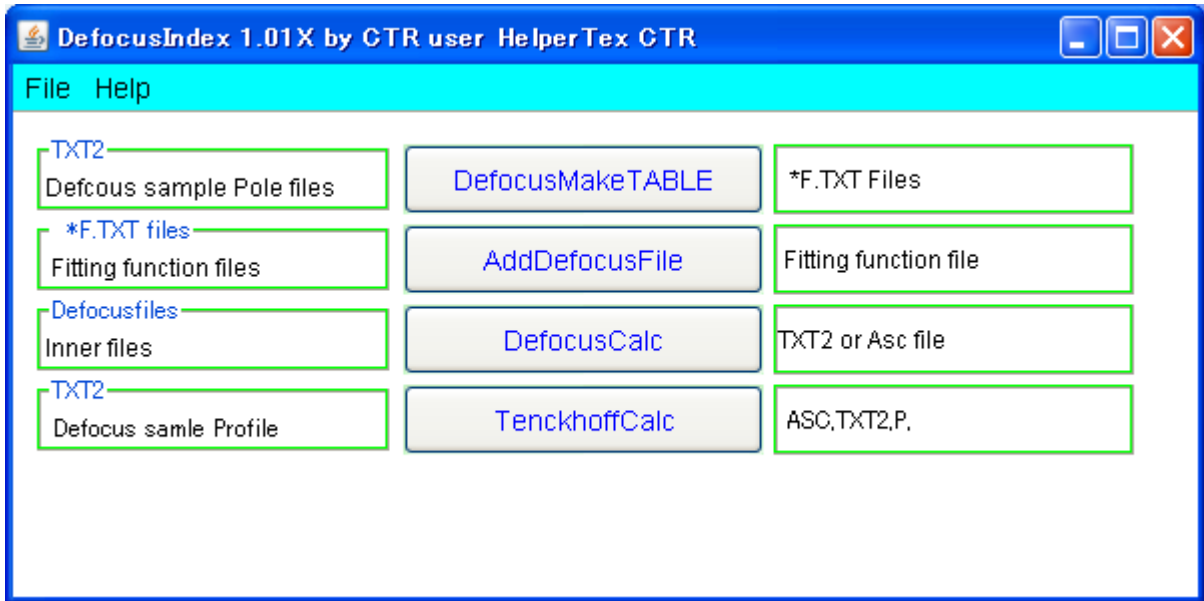 DefocusIndex 1.01X by CTR user HelperTex CTR
File Help
TXT2
Defcous sample Pole files
DefocusMakeTABLE
*F.TXT Files
*F.TXT files
Fitting function files
AddDefocusFile
Fitting function file
Defocusfiles
Inner files
DefocusCalc
TXT2 or Asc file
TXT2
Defocus samle Profile
TenckhoffCalc
ASC,TXT2,P,